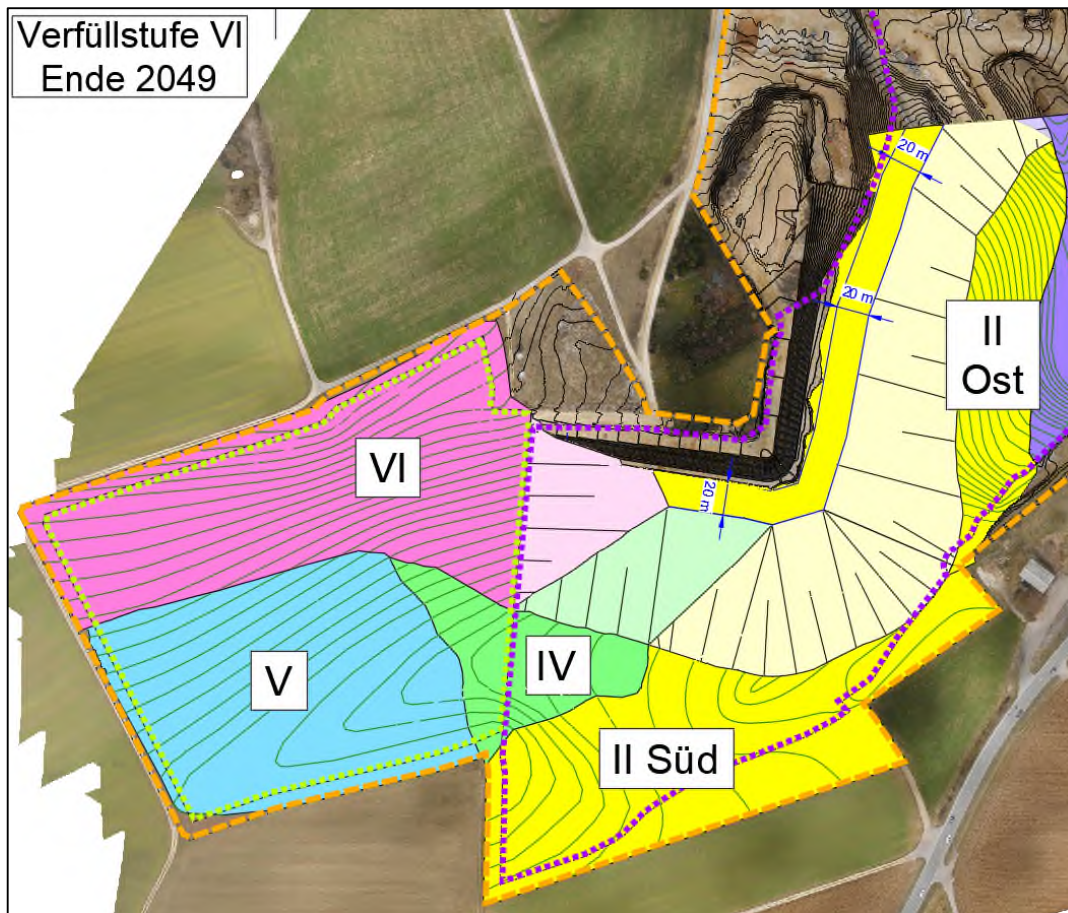 Verfüllstufe VI
Ende 2049
20 m
20 m
II
Ost
VI
20 m
V
IV
II Süd